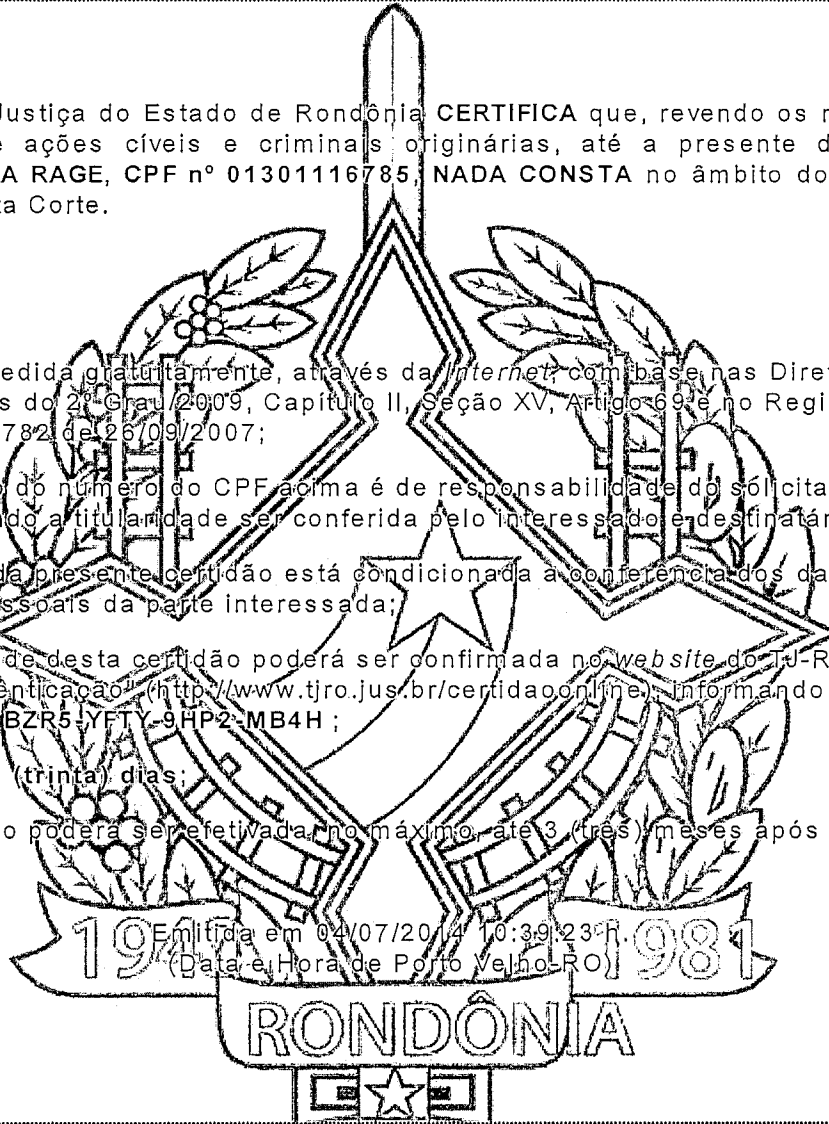 Justiça do Estado de Rondônia CERTIFICA que, revendo os r
e ações cíveis e criminais originárias, até a presente d
A RAGE, CPF nº 01301116785, NADA CONSTA no âmbito do
ta Corte.
edida gratuitamente, através da Internet, com base nas Diret
s do 2º Grau/2009, Capítulo II, Seção XV, Artigo 69 e no Regi
782 de 26/09/2007;
o do número do CPF acima é de responsabilidade do solicita
ndo a titularidade ser conferida pelo interessado e destinatár
da presente certidão está condicionada à conferência dos da
ssoais da parte interessada;
de desta certidão poderá ser confirmada no website do TJ-R
enticação (http://www.tjro.jus.br/certidaoonline), informando
BZR5-YFTY-9HP2-MB4H ;
(trinta) dias;
o poderá ser efetivada, no máximo, até 3 (três) meses após
Emitida em 04/07/2014 10:39:23 h.
(Data e Hora de Porto Velho-RO)
1981
RONDÔNIA